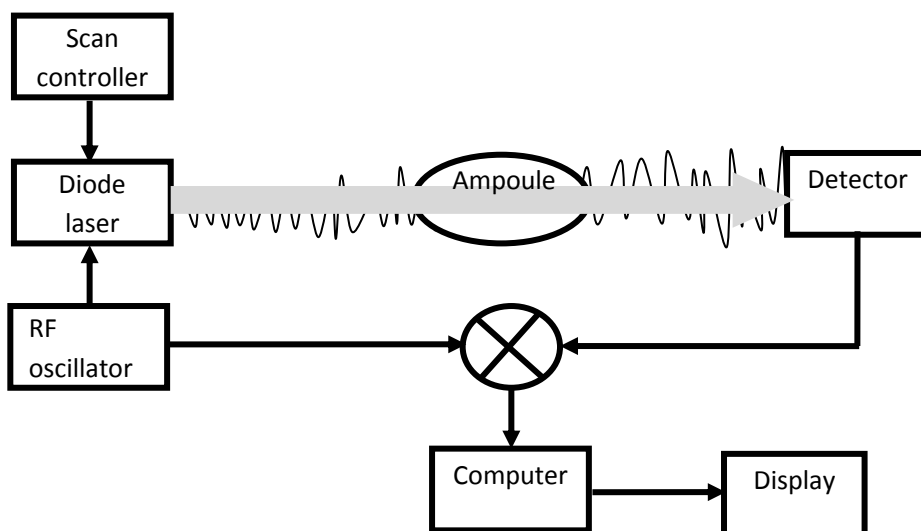 Scan
controller
Diode
laser
Ampoule
Detector
RF
oscillator
Computer
Display